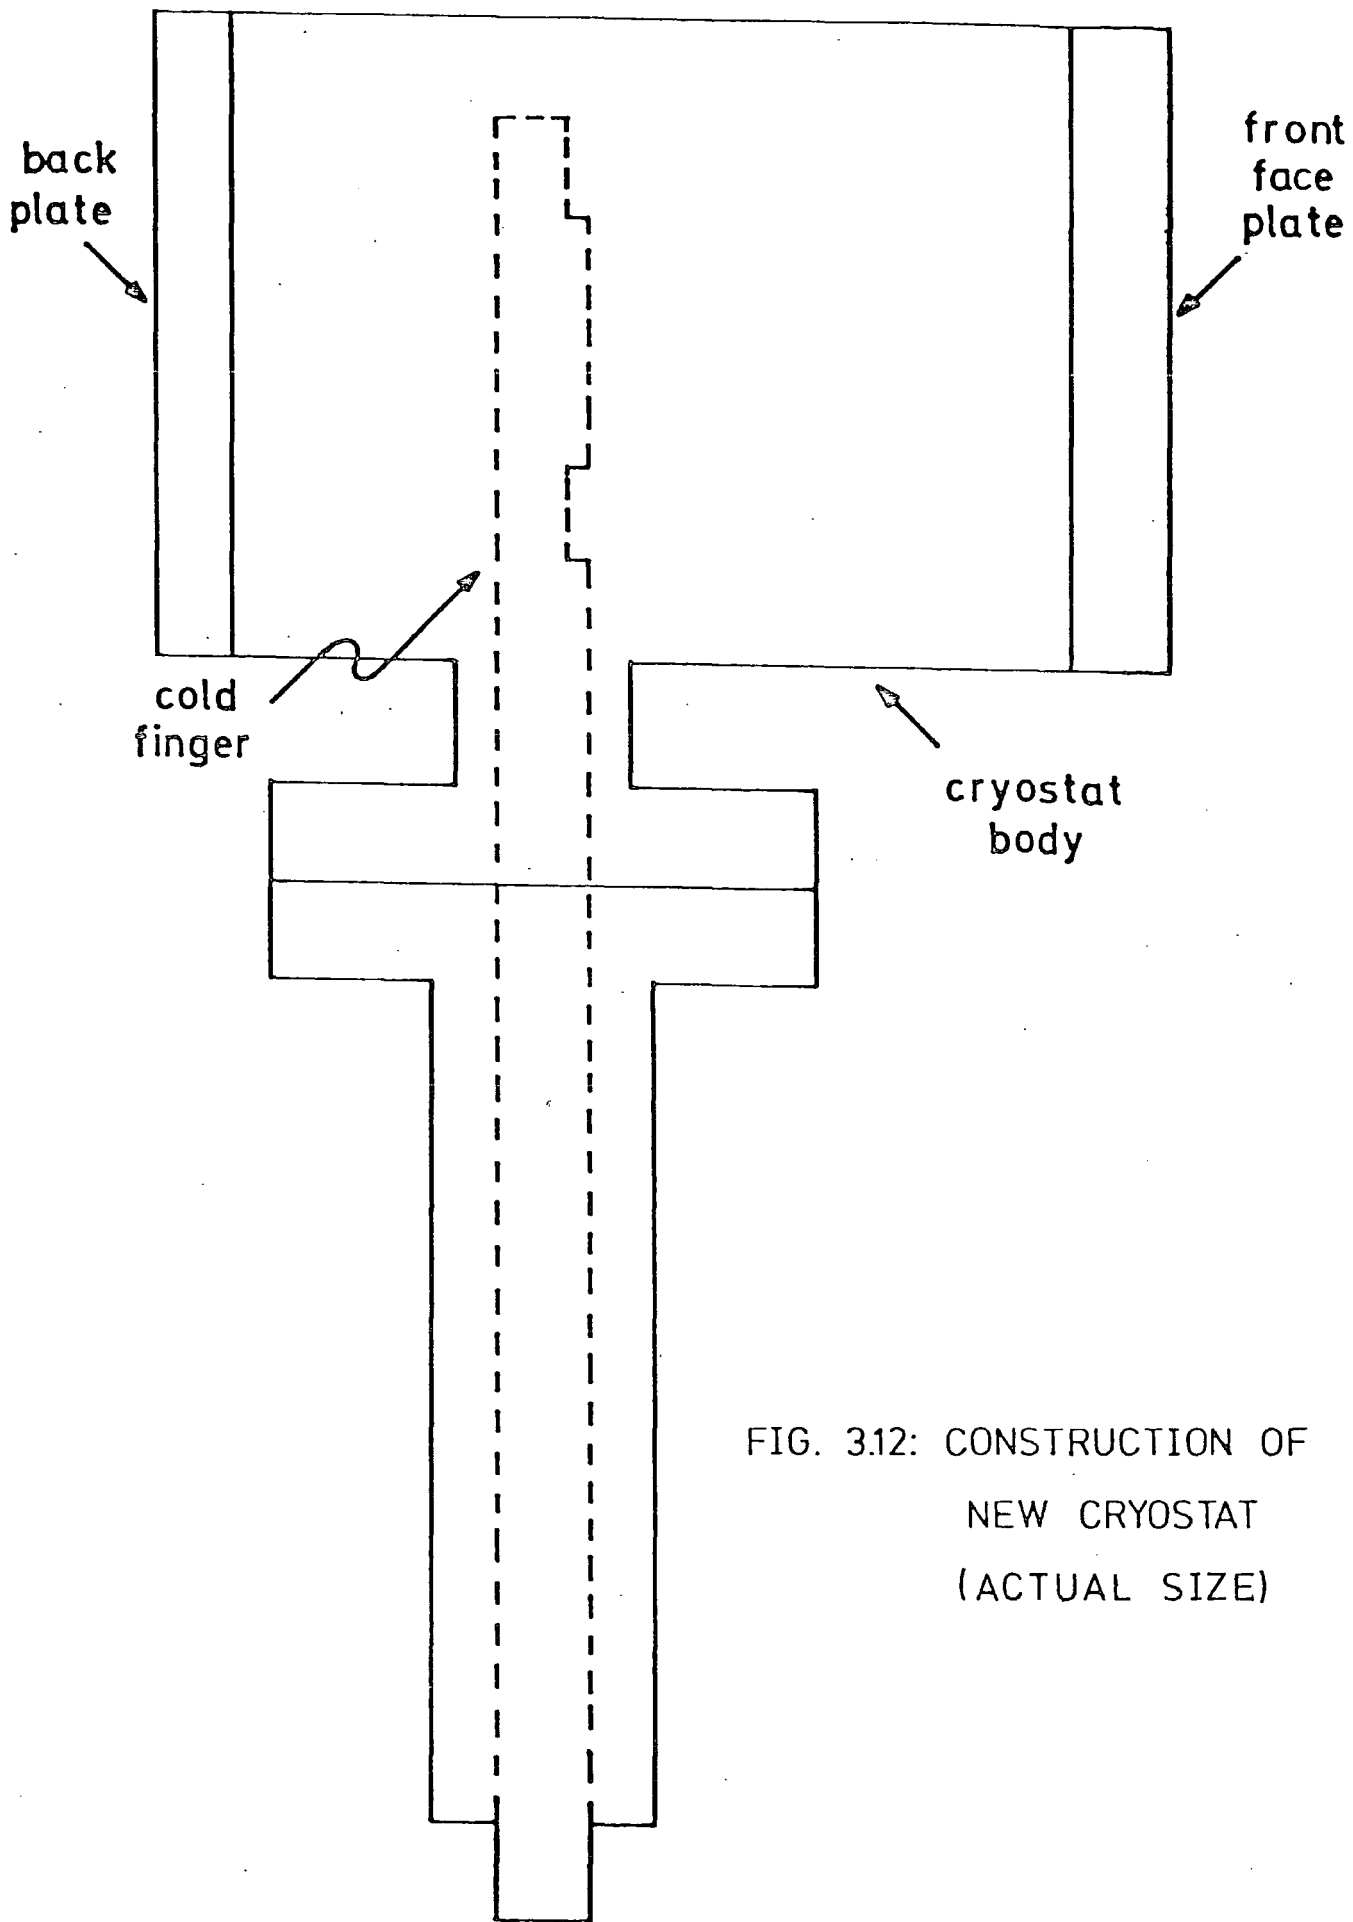 back
plate
front
face
plate
cold
finger
cryostat
body
FIG. 3.12: CONSTRUCTION OF
NEW CRYOSTAT
(ACTUAL SIZE)